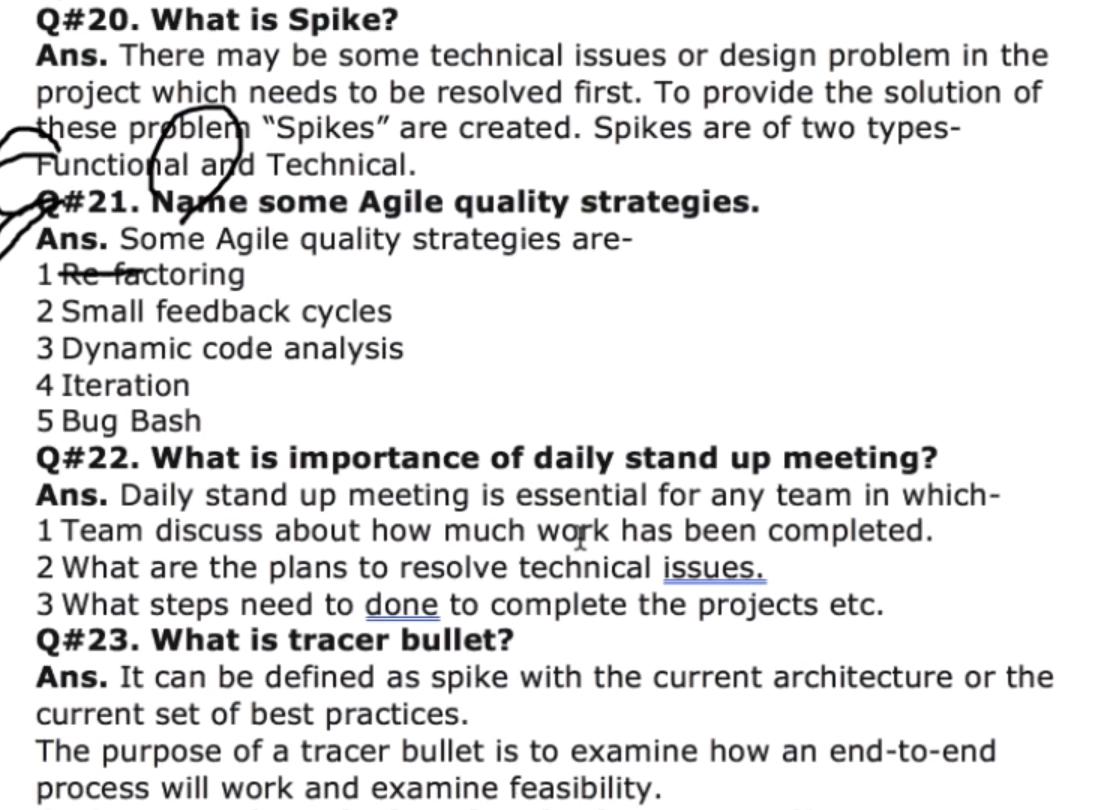 Q#20. What is Spike?
Ans. There may be some technical issues or design problem in the
project which needs to be resolved first. To provide the solution of
these problem “Spikes” are created. Spikes are of two types-
Functional and Technical.
Q#21. Name some Agile quality strategies.
Ans. Some Agile quality strategies are-
1 Re-factoring
2 Small feedback cycles
3 Dynamic code analysis
4 Iteration
5 Bug Bash
Q#22. What is importance of daily stand up meeting?
Ans. Daily stand up meeting is essential for any team in which-
1 Team discuss about how much work has been completed.
2 What are the plans to resolve technical issues.
3 What steps need to done to complete the projects etc.
Q#23. What is tracer bullet?
Ans. It can be defined as spike with the current architecture or the
current set of best practices.
The purpose of a tracer bullet is to examine how an end-to-end
process will work and examine feasibility.